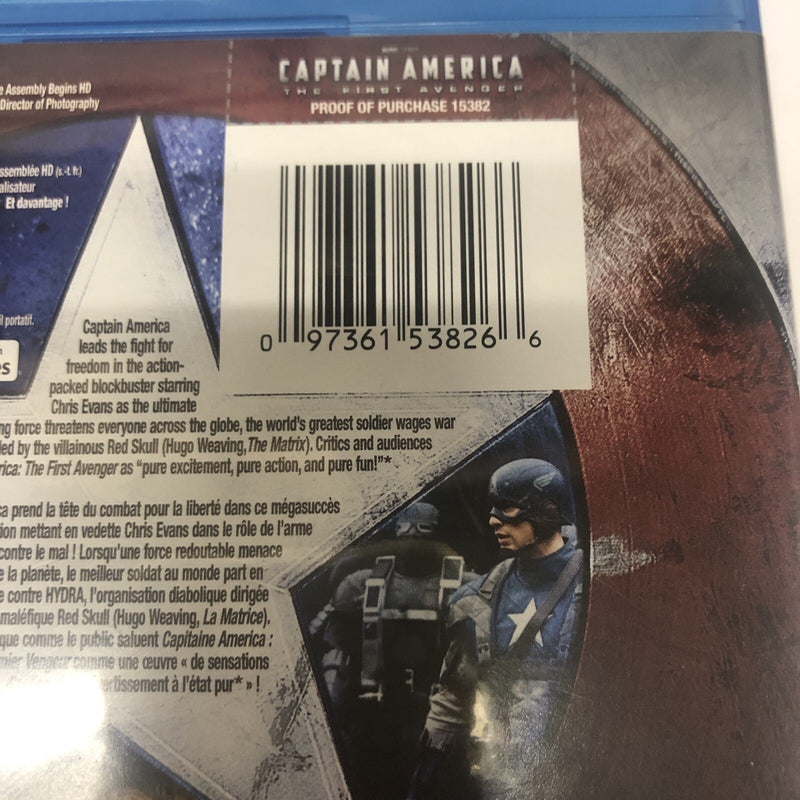 CAPTAIN AMERICA
THE FIRST AVENGER
PROOF OF PURCHASE 15382
e Assembly Begins HD
Director of Photography
ssemblée HD (s.-t. fr.)
alisateur
Et davantage !
il portatif.
0 97361 53826 6
Captain America
leads the fight for
freedom in the action-
packed blockbuster starring
Chris Evans as the ultimate
ng force threatens everyone across the globe, the world's greatest soldier wages war
led by the villainous Red Skull (Hugo Weaving, The Matrix). Critics and audiences
rica: The First Avenger as "pure excitement, pure action, and pure fun!"*
ca prend la tête du combat pour la liberté dans ce mégasuccès
ion mettant en vedette Chris Evans dans le rôle de l'arme
contre le mal ! Lorsqu'une force redoutable menace
e la planète, le meilleur soldat au monde part en
e contre HYDRA, l'organisation diabolique dirigée
maléfique Red Skull (Hugo Weaving, La Matrice).
que comme le public saluent Capitaine America :
mier Vengeur comme une œuvre « de sensations
ertissement à l'état pur* » !